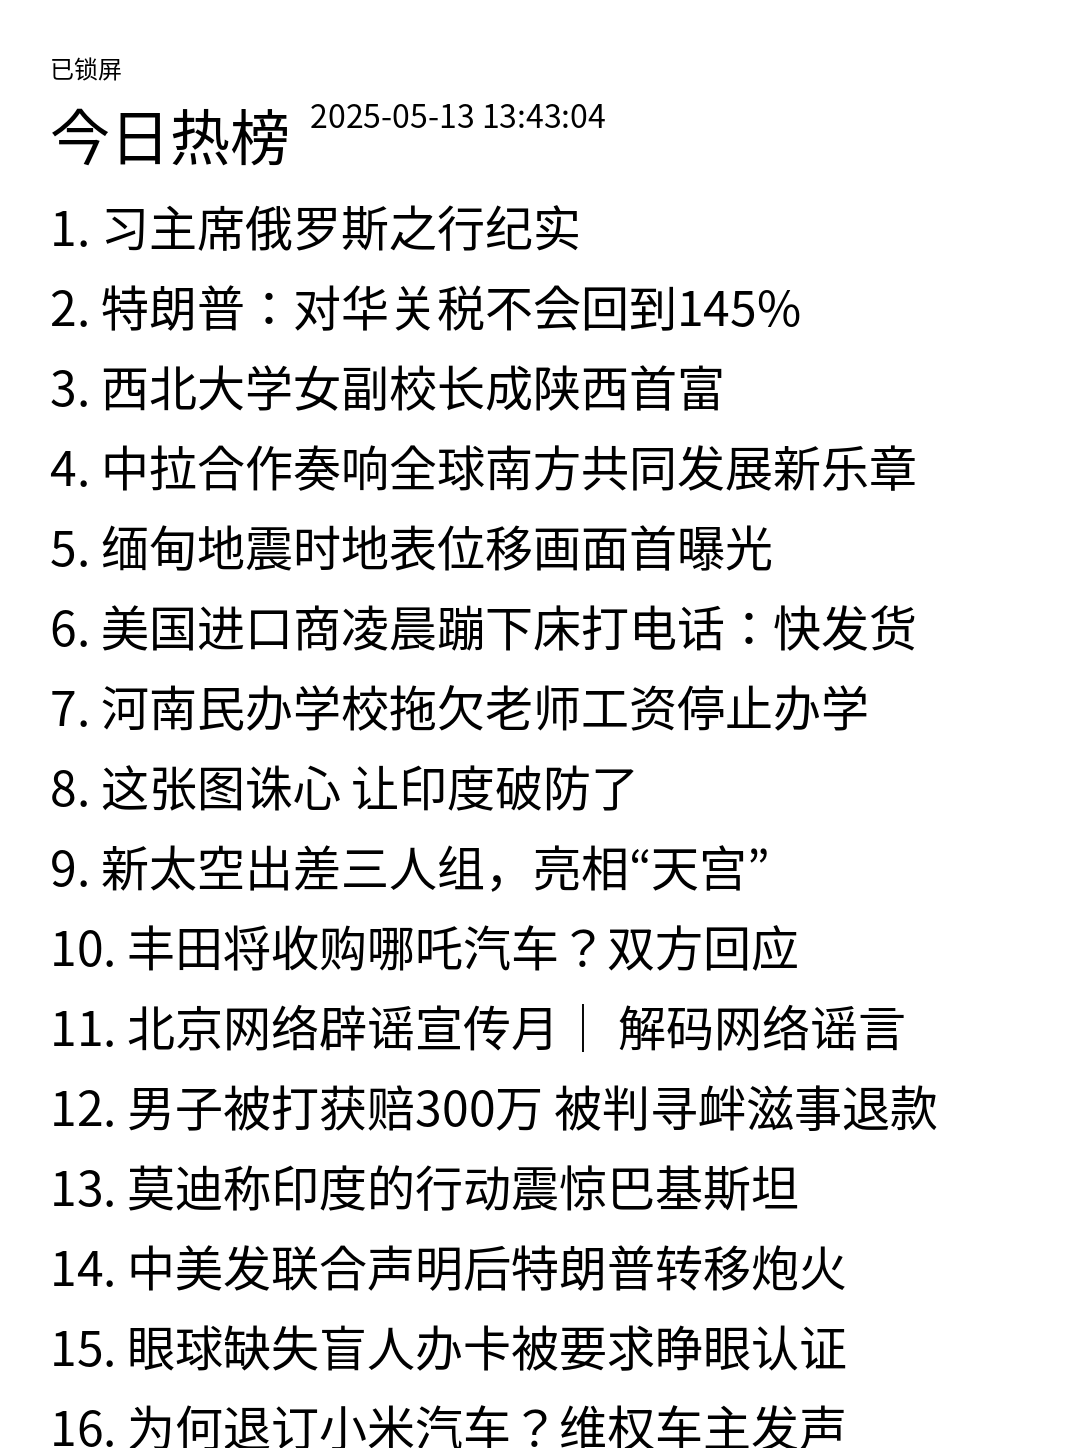 已锁屏
今日热榜 2025-05-13 13:43:04
1. 习主席俄罗斯之行纪实
2. 特朗普：对华关税不会回到145%
3. 西北大学女副校长成陕西首富
4. 中拉合作奏响全球南方共同发展新乐章
5. 缅甸地震时地表位移画面首曝光
6. 美国进口商凌晨蹦下床打电话：快发货
7. 河南民办学校拖欠老师工资停止办学
8. 这张图诛心 让印度破防了
9. 新太空出差三人组，亮相“天宫”
10. 丰田将收购哪吒汽车？双方回应
11. 北京网络辟谣宣传月｜ 解码网络谣言
12. 男子被打获赔300万 被判寻衅滋事退款
13. 莫迪称印度的行动震惊巴基斯坦
14. 中美发联合声明后特朗普转移炮火
15. 眼球缺失盲人办卡被要求睁眼认证
16. 为何退订小米汽车？维权车主发声